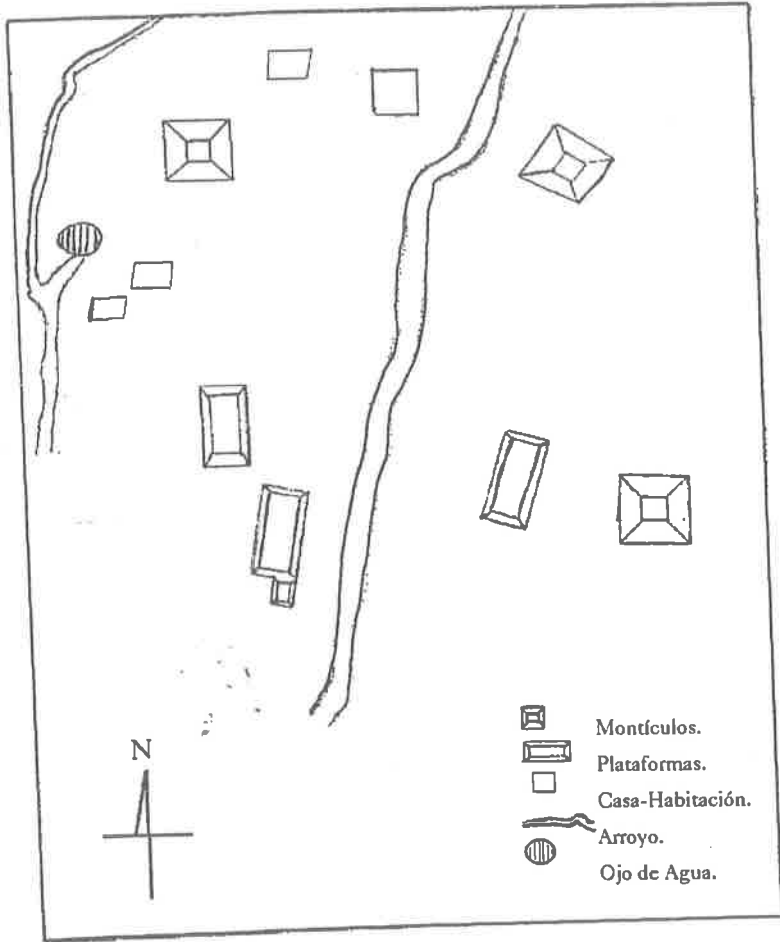 N
Montículos.
Plataformas.
Casa-Habitación.
Arroyo.
Ojo de Agua.